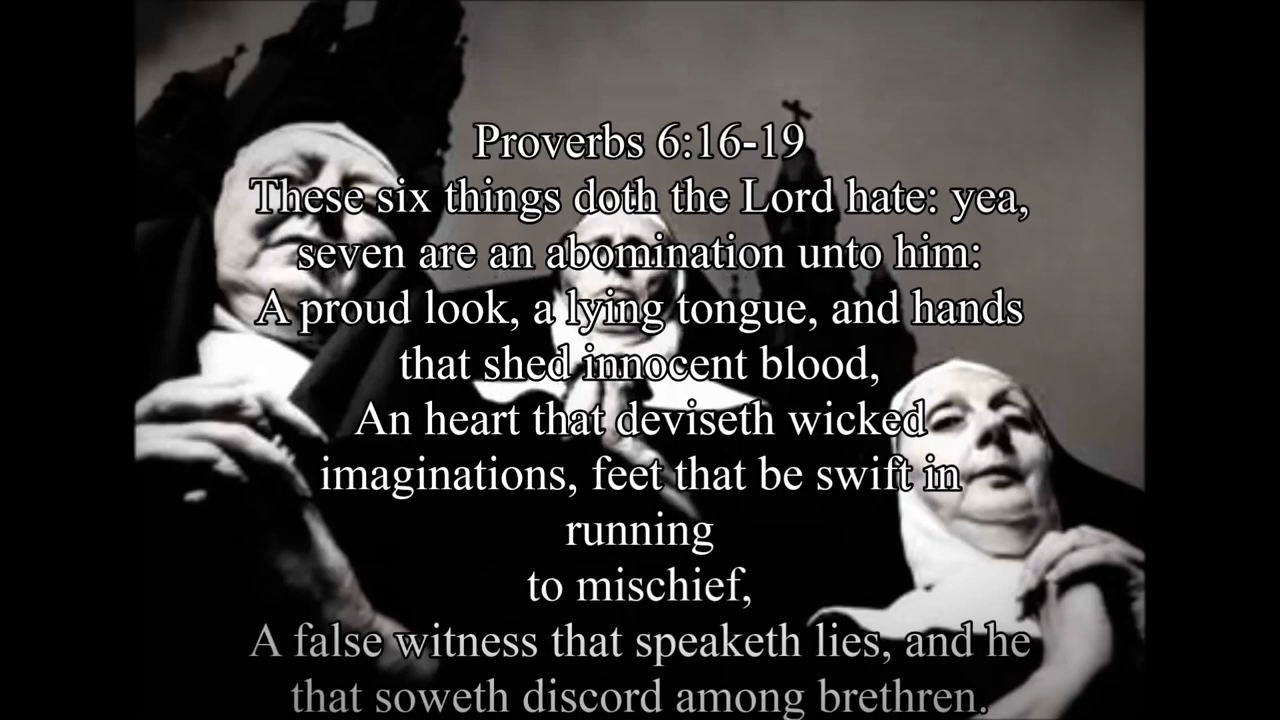 Proverbs 6:16-19
These six things doth the Lord hate: yea,
seven are an abomination unto him:
A proud look, a lying tongue, and hands
that shed innocent blood,
An heart that deviseth wicked
imaginations, feet that be swift in
running
to mischief,
A false witness that speaketh lies, and he
that soweth discord among brethren.